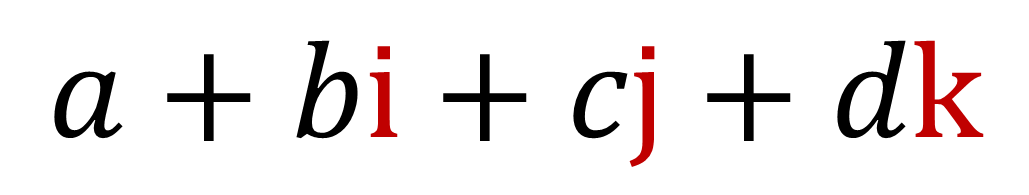 a + bi + cj + dk